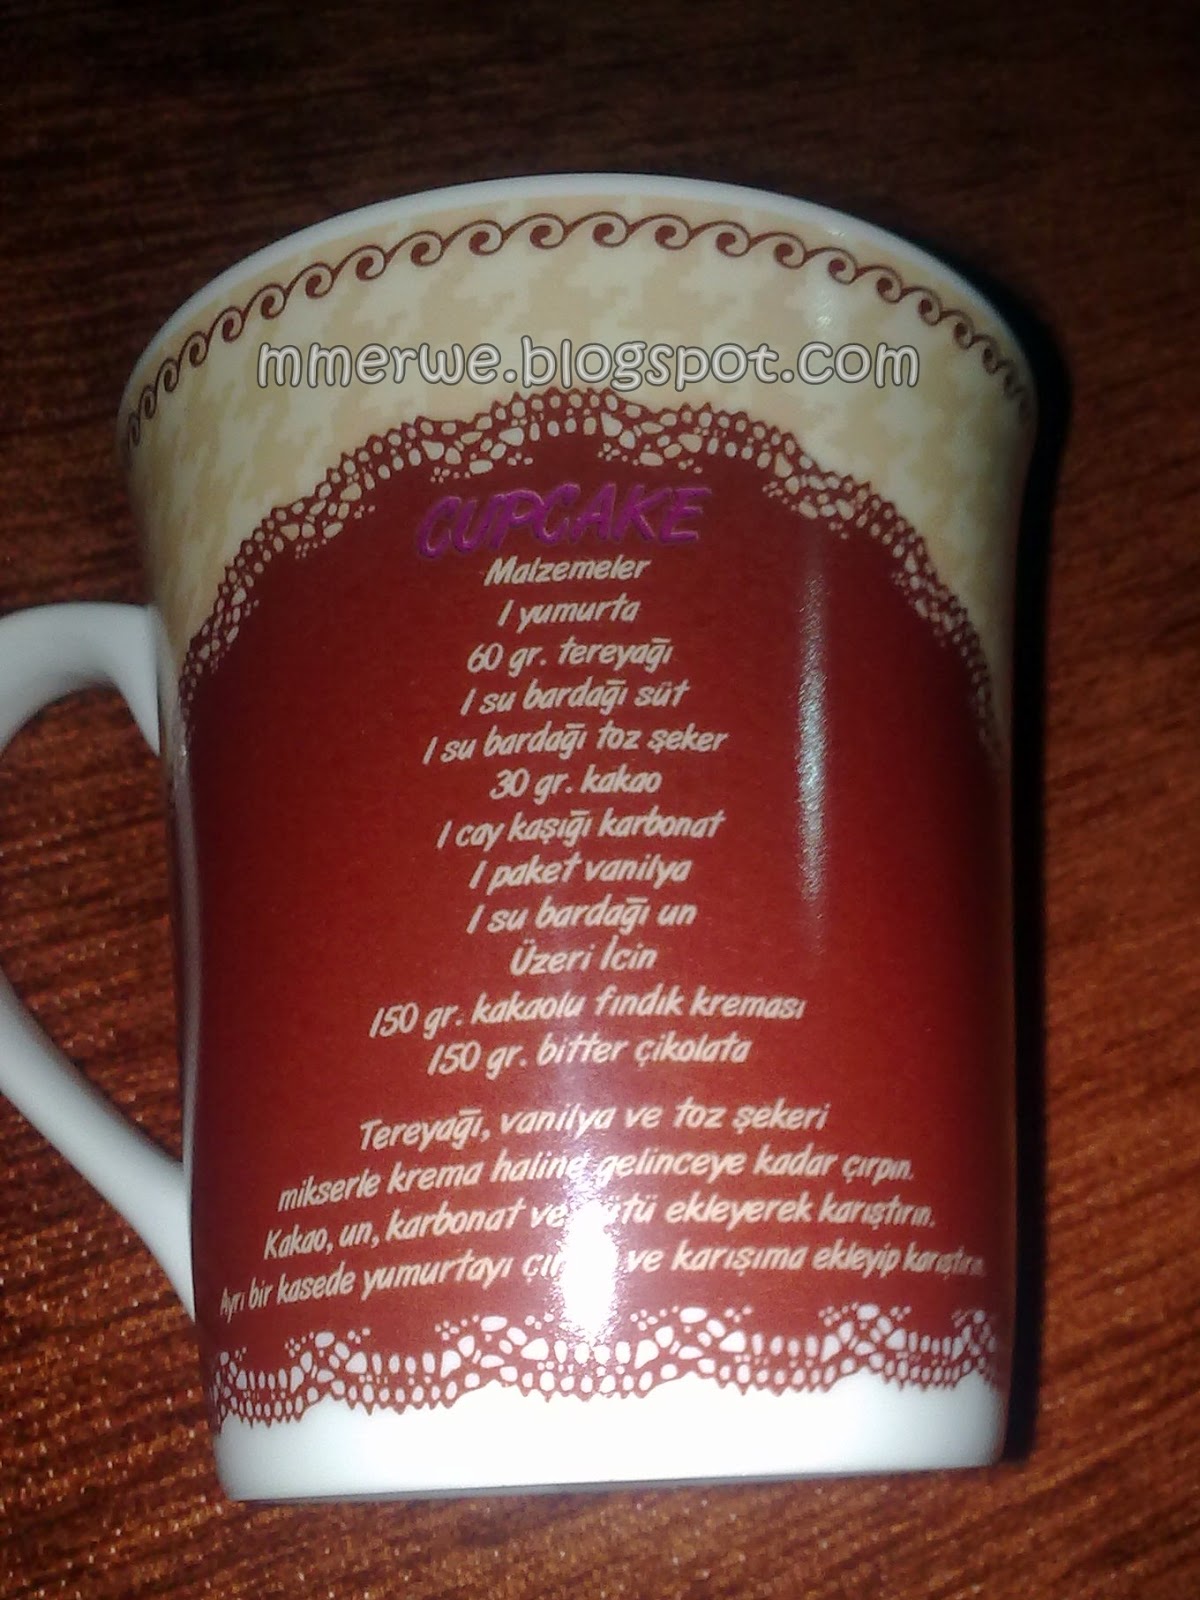 mmerwe.blogspot.com
CUPCAKE
Malzemeler
1 yumurta
60 gr. tereyağı
1 su bardağı süt
1 su bardağı toz şeker
30 gr. kakao
1 cay kaşığı karbonat
1 paket vanilya
1 su bardağı un
Üzeri İcin
150 gr. kakaolu fındık kreması
150 gr. bitter çikolata
Tereyağı, vanilya ve toz şekeri
mikserle krema haline gelinceye kadar çırpın.
Kakao, un, karbonat ve ekleyerek karıştırın.
Ayrı bir kasede yumurtayı ve karışıma ekleyip karıştırın.